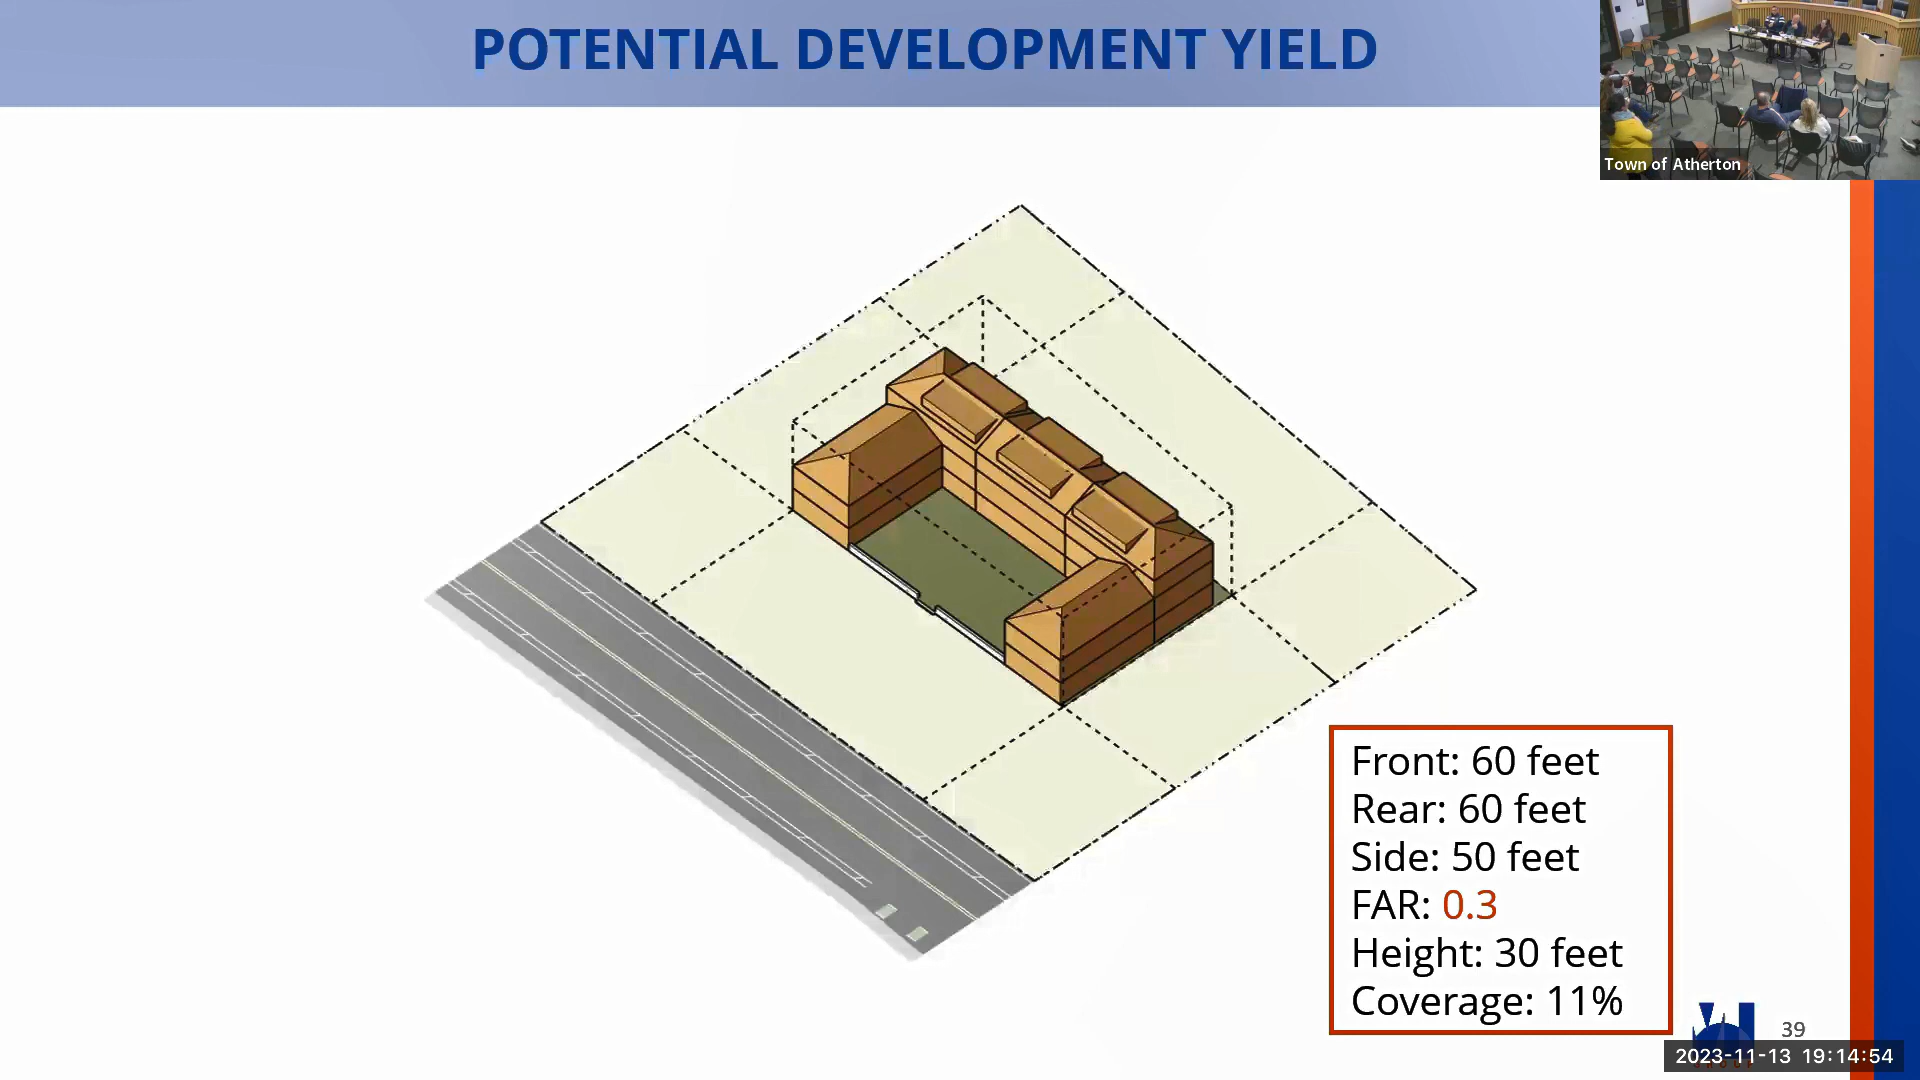 POTENTIAL DEVELOPMENT YIELD
Town of Atherton
Front: 60 feet
Rear: 60 feet
Side: 50 feet
FAR: 0.3
Height: 30 feet
Coverage: 11%
39
2023-11-13 19:14:54